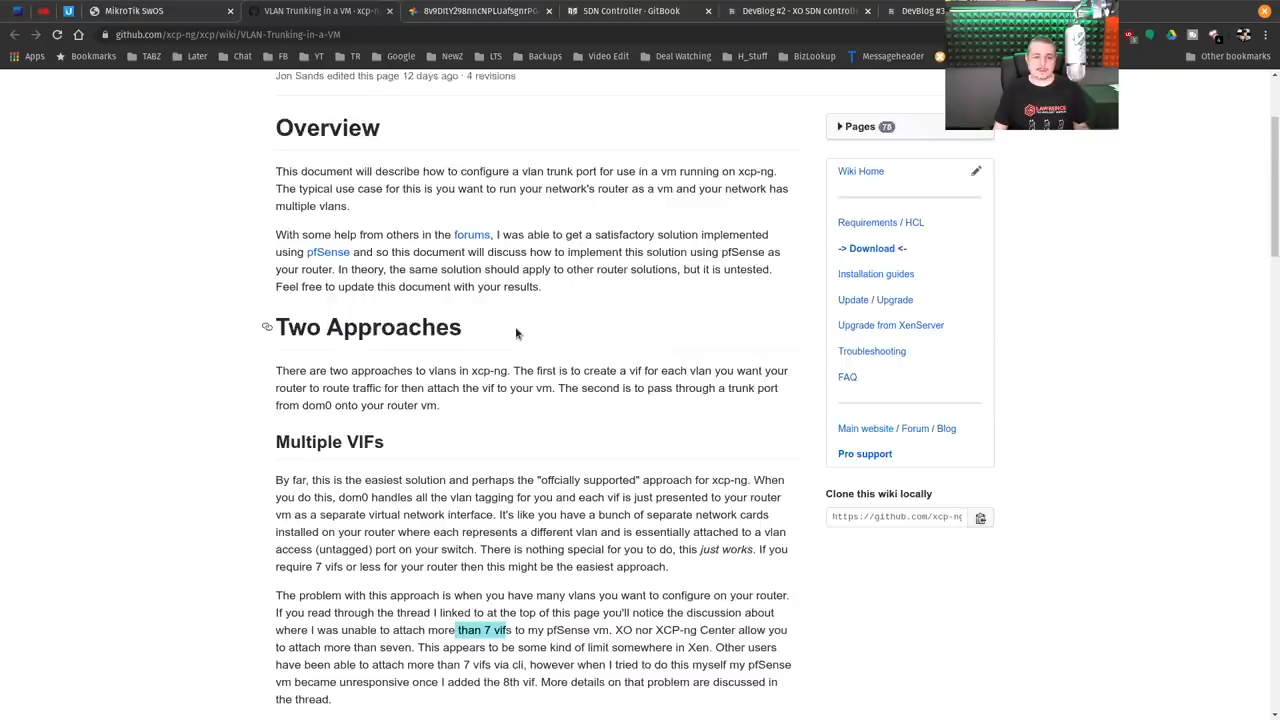 MikroTik SwOS
VLAN Trunking in a VM
SDN Controller - GitBook
DevBlog #3
github.com/xcp-ng/xcp/wiki/VLAN-Trunking-in-a-VM
Apps
Bookmarks
TABZ
Later
FB
NEWZ
LTS
Deal watching
H_Studio
BizLo
Messageheader
Other bookmarks
Jon Sands edited this page 12 days ago · 4 revisions
Overview
This document will describe how to configure a vlan trunk port for use in a vm running on xcp-ng.
The typical use case for this is you want to run your network's router as a vm and your network has
multiple vlans.
With some help from others in the forums, I was able to get a satisfactory solution implemented
using pfSense and so this document will discuss how to implement this solution using pfSense as
your router. In theory, the same solution should apply to other router solutions, but it is untested.
Feel free to update this document with your results.
Two Approaches
There are two approaches to vlans in xcp-ng. The first is to create a vif for each vlan you want your
router to route traffic for then attach the vif to your vm. The second is to pass through a trunk port
from dom0 onto your router vm.
Multiple VIFs
By far, this is the easiest solution and perhaps the "offcially supported" approach for xcp-ng. When
you do this, dom0 handles all the vlan tagging for you and each vif is just presented to your router
vm as a separate virtual network interface. It's like you have a bunch of separate network cards
installed on your router where each represents a different vlan and is essentially attached to a vlan
access (untagged) port on your switch. There is nothing special for you to do, this just works. If you
require 7 vifs or less for your router then this might be the easiest approach.
The problem with this approach is when you have many vlans you want to configure on your router.
If you read through the thread I linked to at the top of this page you'll notice the discussion about
where I was unable to attach more than 7 vifs to my pfSense vm. XO nor XCP-ng Center allow you
to attach more than seven. This appears to be some kind of limit somewhere in Xen. Other users
have been able to attach more than 7 vifs via cli, however when I tried to do this myself my pfSense
vm became unresponsive once I added the 8th vif. More details on that problem are discussed in
the thread.
Pages 78
Wiki Home
Requirements / HCL
-> Download <-
Installation guides
Update / Upgrade
Upgrade from XenServer
Troubleshooting
FAQ
Main website / Forum / Blog
Pro support
Clone this wiki locally
https://github.com/xcp-ng
LAWRENCE